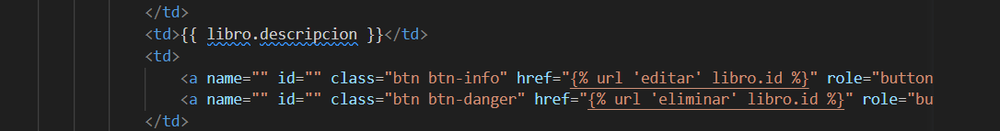 </td>
<td>{{ libro.descripcion }}</td>
<td>
<a name="" id="" class="btn btn-info" href="{% url 'editar' libro.id %}" role="button
<a name="" id="" class="btn btn-danger" href="{% url 'eliminar' libro.id %}" role="bu
</td>